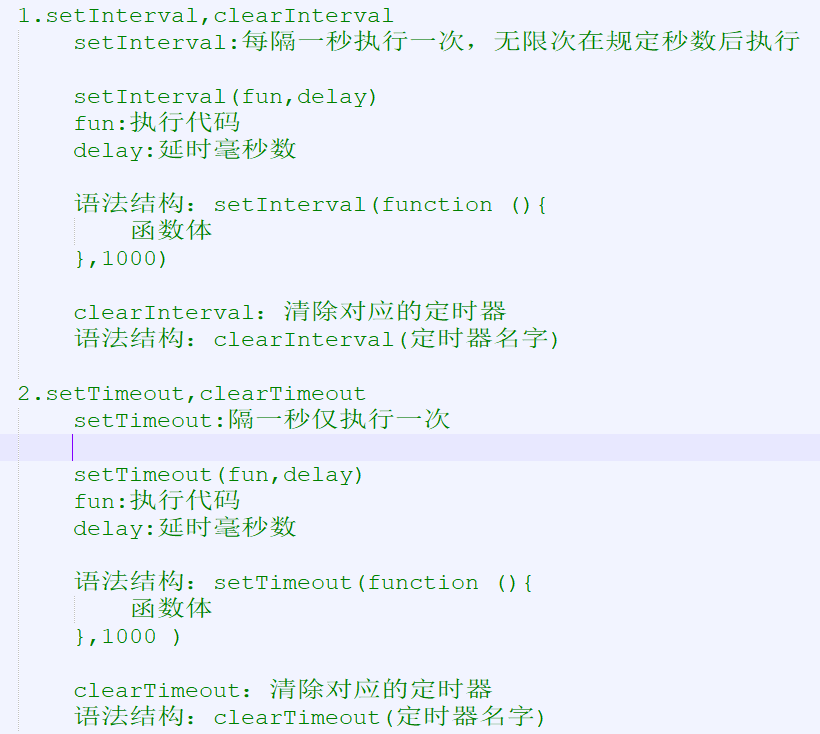 1.setInterval,clearInterval
setInterval:每隔一秒执行一次，无限次在规定秒数后执行
setInterval(fun,delay)
fun:执行代码
delay:延时毫秒数
语法结构：setInterval(function (){
函数体
},1000)
clearInterval：清除对应的定时器
语法结构：clearInterval(定时器名字)
2.setTimeout,clearTimeout
setTimeout:隔一秒仅执行一次
setTimeout(fun,delay)
fun:执行代码
delay:延时毫秒数
语法结构：setTimeout(function (){
函数体
},1000 )
clearTimeout：清除对应的定时器
语法结构：clearTimeout(定时器名字)